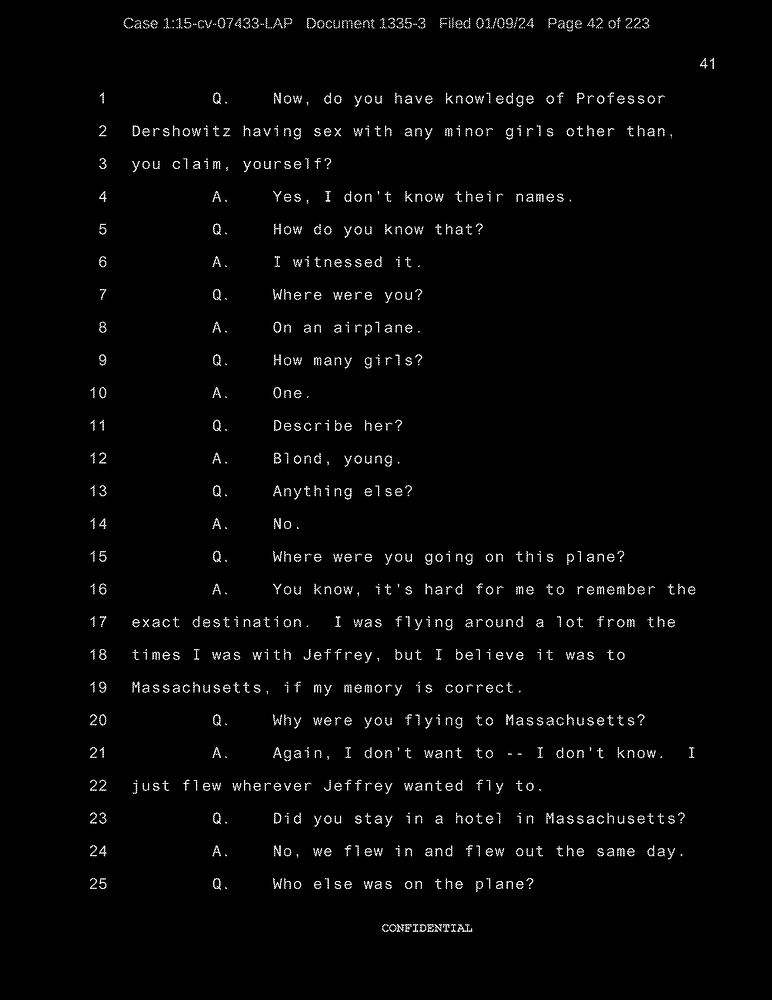 Case 1:15-cv-07433-LAP Document 1335-3 Filed 01/09/24 Page 42 of 223
41
1 Q. Now, do you have knowledge of Professor
2 Dershowitz having sex with any minor girls other than,
3 you claim, yourself?
4 A. Yes, I don't know their names.
5 Q. How do you know that?
6 A. I witnessed it.
7 Q. Where were you?
8 A. On an airplane.
9 Q. How many girls?
10 A. One.
11 Q. Describe her?
12 A. Blond, young.
13 Q. Anything else?
14 A. No.
15 Q. Where were you going on this plane?
16 A. You know, it's hard for me to remember the
17 exact destination. I was flying around a lot from the
18 times I was with Jeffrey, but I believe it was to
19 Massachusetts, if my memory is correct.
20 Q. Why were you flying to Massachusetts?
21 A. Again, I don't want to -- I don't know. I
22 just flew wherever Jeffrey wanted fly to.
23 Q. Did you stay in a hotel in Massachusetts?
24 A. No, we flew in and flew out the same day.
25 Q. Who else was on the plane?
CONFIDENTIAL